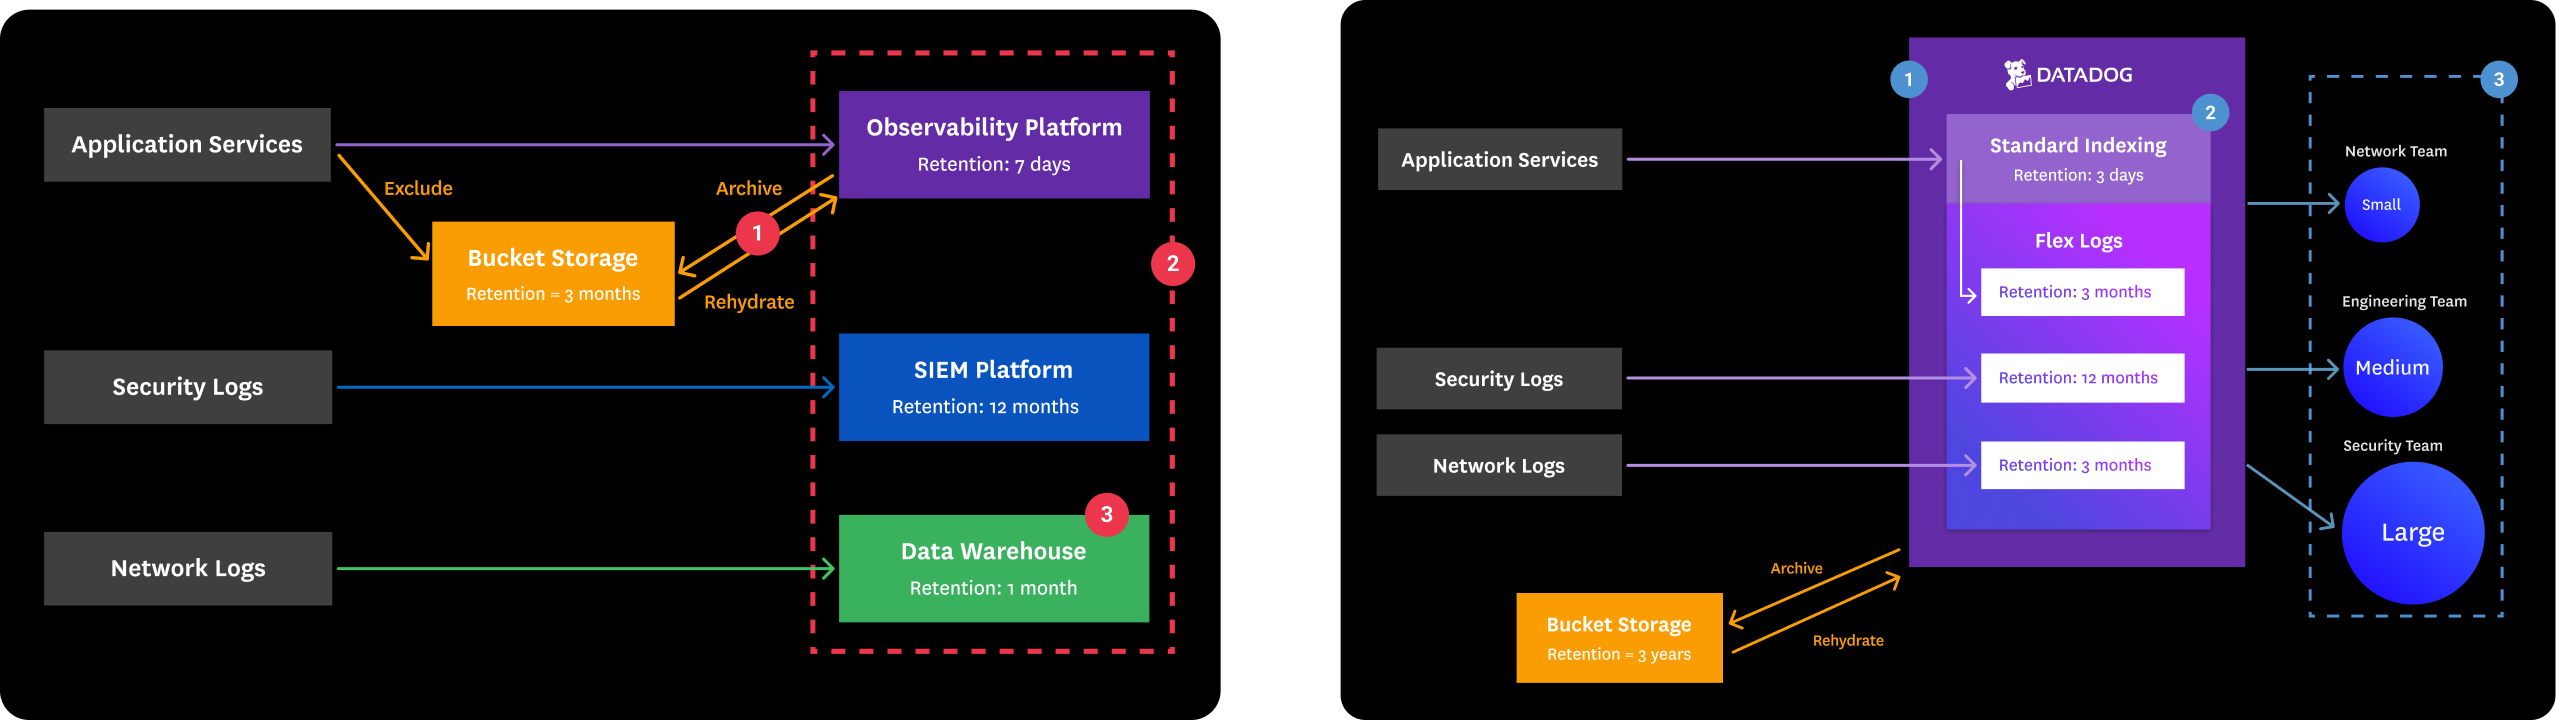 Application Services
Exclude
Archive
1
Rehydrate
Bucket Storage
Retention = 3 months
Observability Platform
Retention: 7 days
2
Security Logs
SIEM Platform
Retention: 12 months
Network Logs
3
Data Warehouse
Retention: 1 month
1
DATADOG
2
3
Application Services
Standard Indexing
Retention: 3 days
Flex Logs
Retention: 3 months
Security Logs
Retention: 12 months
Network Logs
Retention: 3 months
Archive
Rehydrate
Bucket Storage
Retention = 3 years
Network Team
Small
Engineering Team
Medium
Security Team
Large